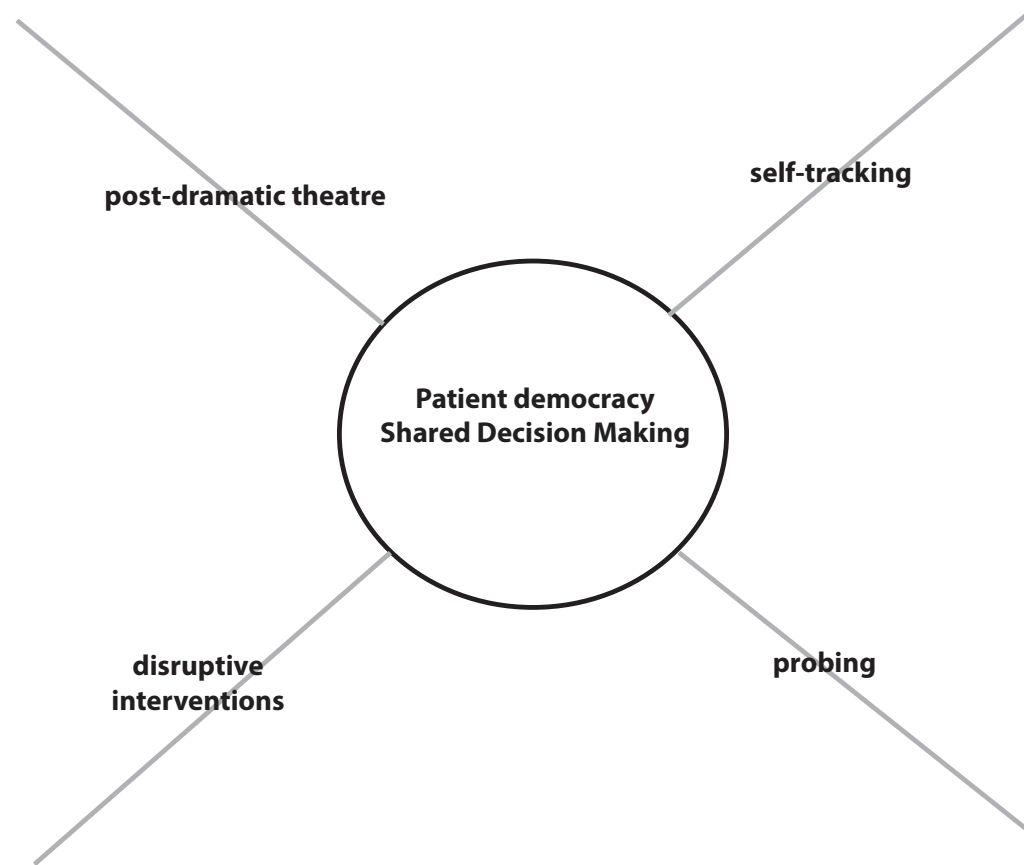 post-dramatic theatre
self-tracking
Patient democracy
Shared Decision Making
disruptive
interventions
probing